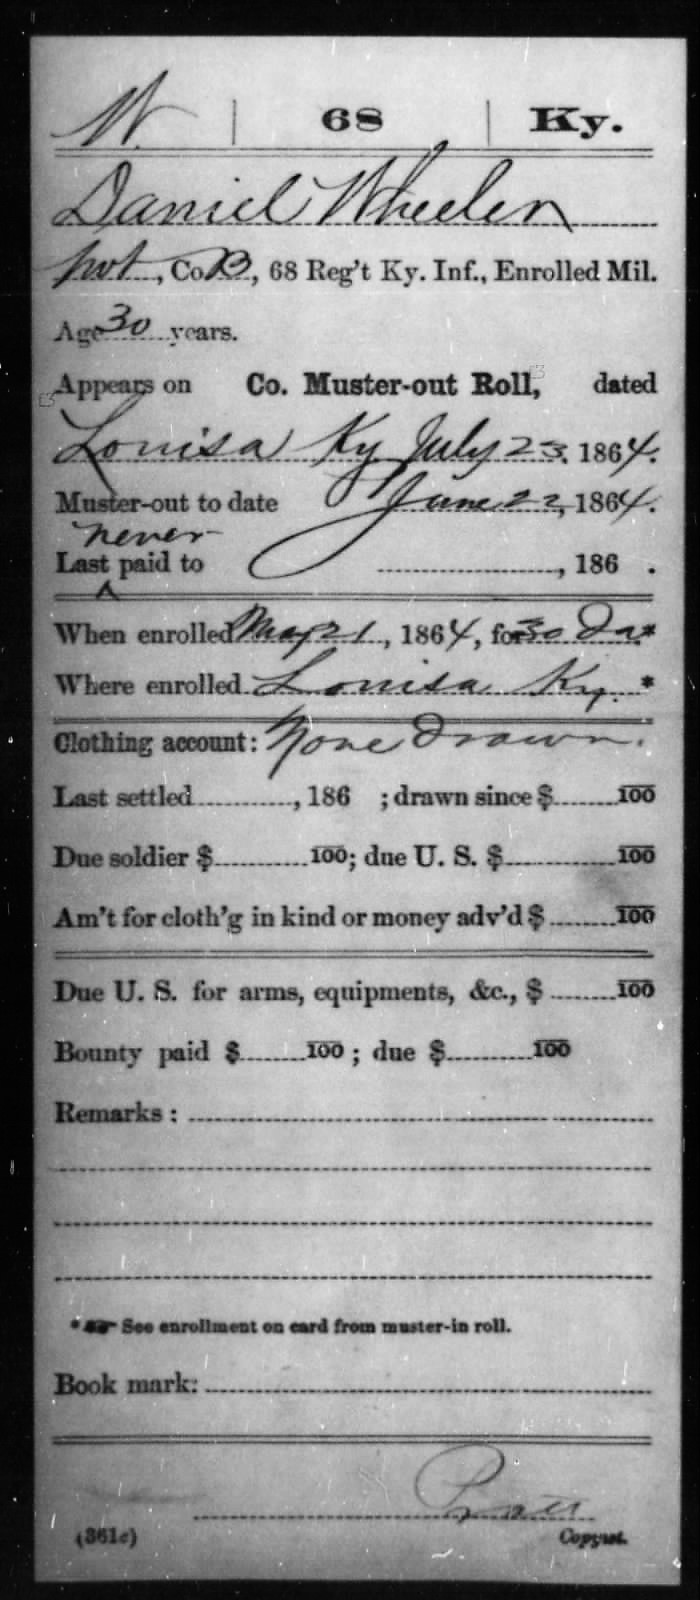 W. | 68 | Ky.
Daniel Wheeler
Pvt, Co. B, 68 Reg't Ky. Inf., Enrolled Mil.
Age 30 years.
Appears on Co. Muster-out Roll, dated
Louisa Ky July 23, 1864.
Muster-out to date June 22, 1864.
never
Last ^ paid to , 186 .
When enrolled May 21, 1864, for 30 Da*
Where enrolled Louisa Ky. *
Clothing account: None Drawn.
Last settled , 186 ; drawn since $ 100
Due soldier $ 100; due U. S. $ 100
Am't for cloth'g in kind or money adv'd $ 100
Due U. S. for arms, equipments, &c., $ 100
Bounty paid $ 100 ; due $ 100
Remarks :
* See enrollment on card from muster-in roll.
Book mark:
Pratt
(361c) Copyist.